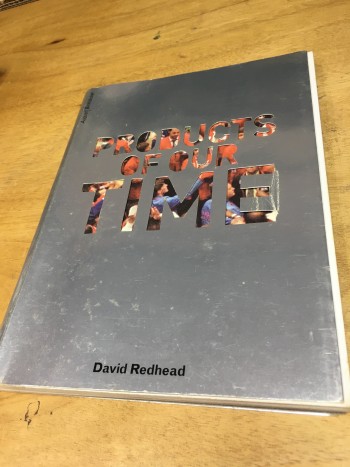 PRODUCTS
OF OUR
TIME
David Redhead